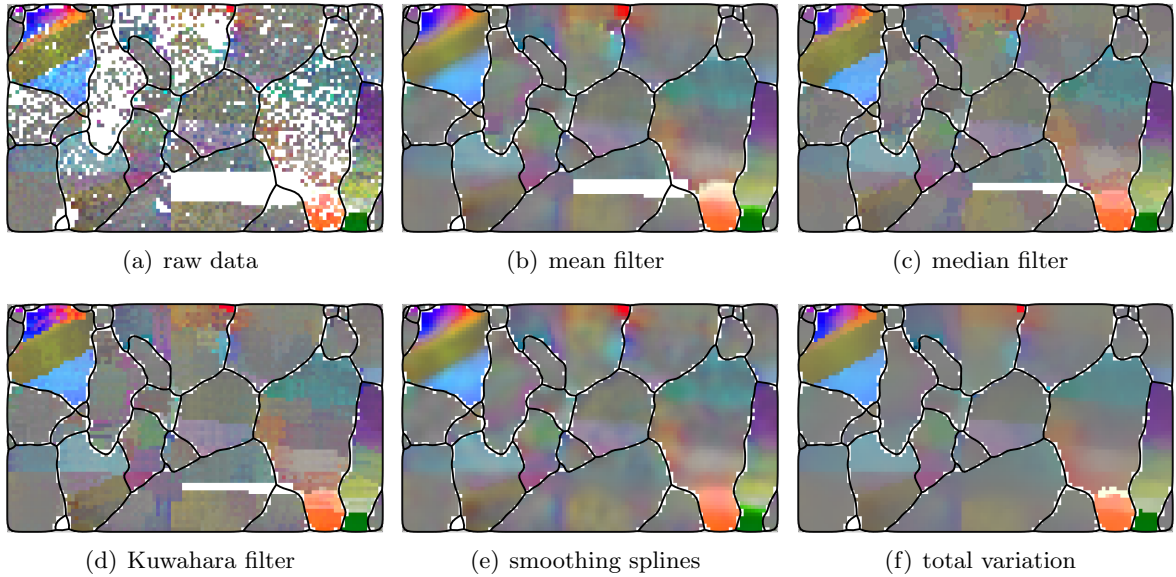 (a) raw data
(b) mean filter
(c) median filter
(d) Kuwahara filter
(e) smoothing splines
(f) total variation